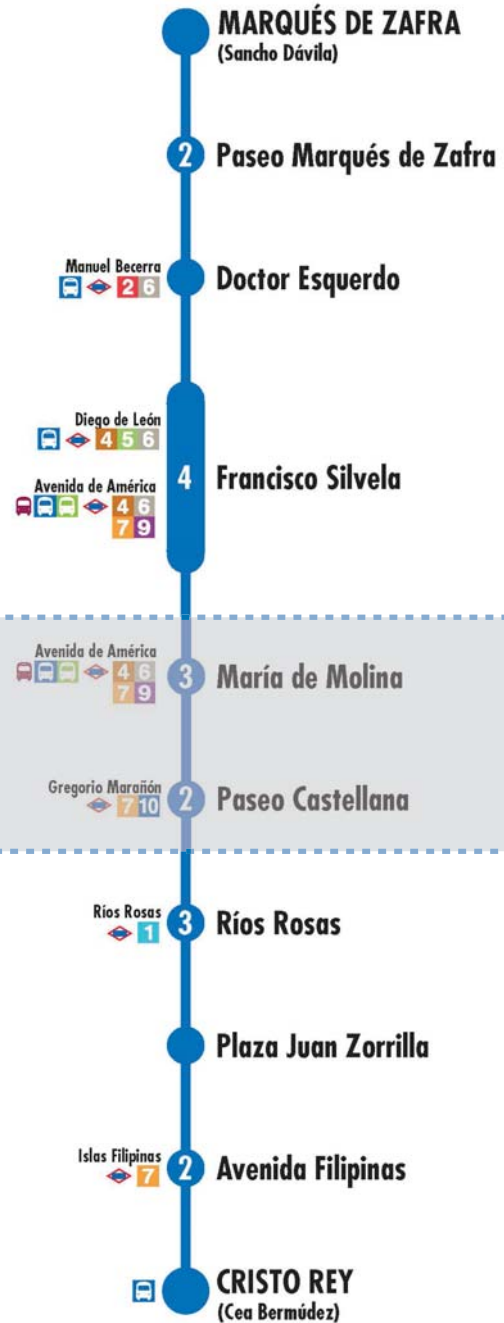 MARQUÉS DE ZAFRA
(Sancho Dávila)
2 Paseo Marqués de Zafra
Manuel Becerra
2 6
Doctor Esquerdo
Diego de León
4 5 6
Avenida de América
4 6
7 9
4 Francisco Silvela
Avenida de América
4 6
7 9
3 María de Molina
Gregorio Marañón
7 10
2 Paseo Castellana
Ríos Rosas
1
3 Ríos Rosas
Plaza Juan Zorrilla
Islas Filipinas
7
2 Avenida Filipinas
CRISTO REY
(Cea Bermúdez)